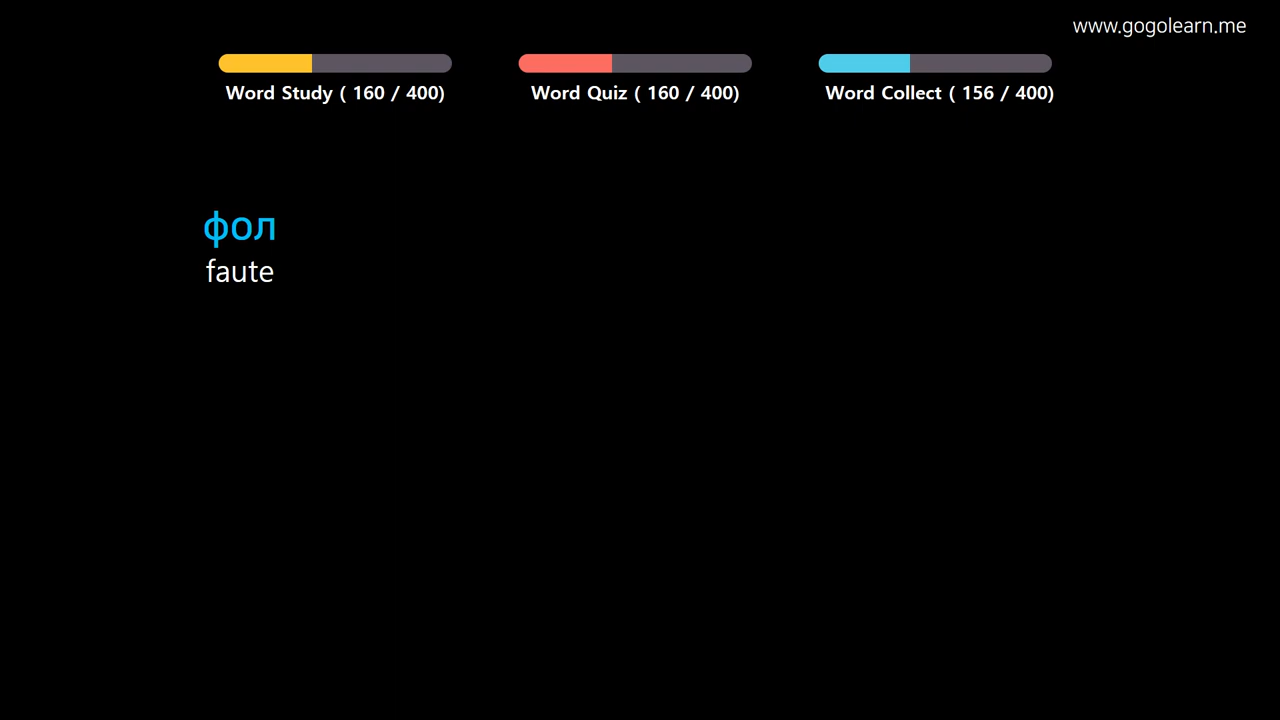 www.gogolearn.me
Word Study ( 160 / 400)
Word Quiz ( 160 / 400)
Word Collect ( 156 / 400)
фол
faute